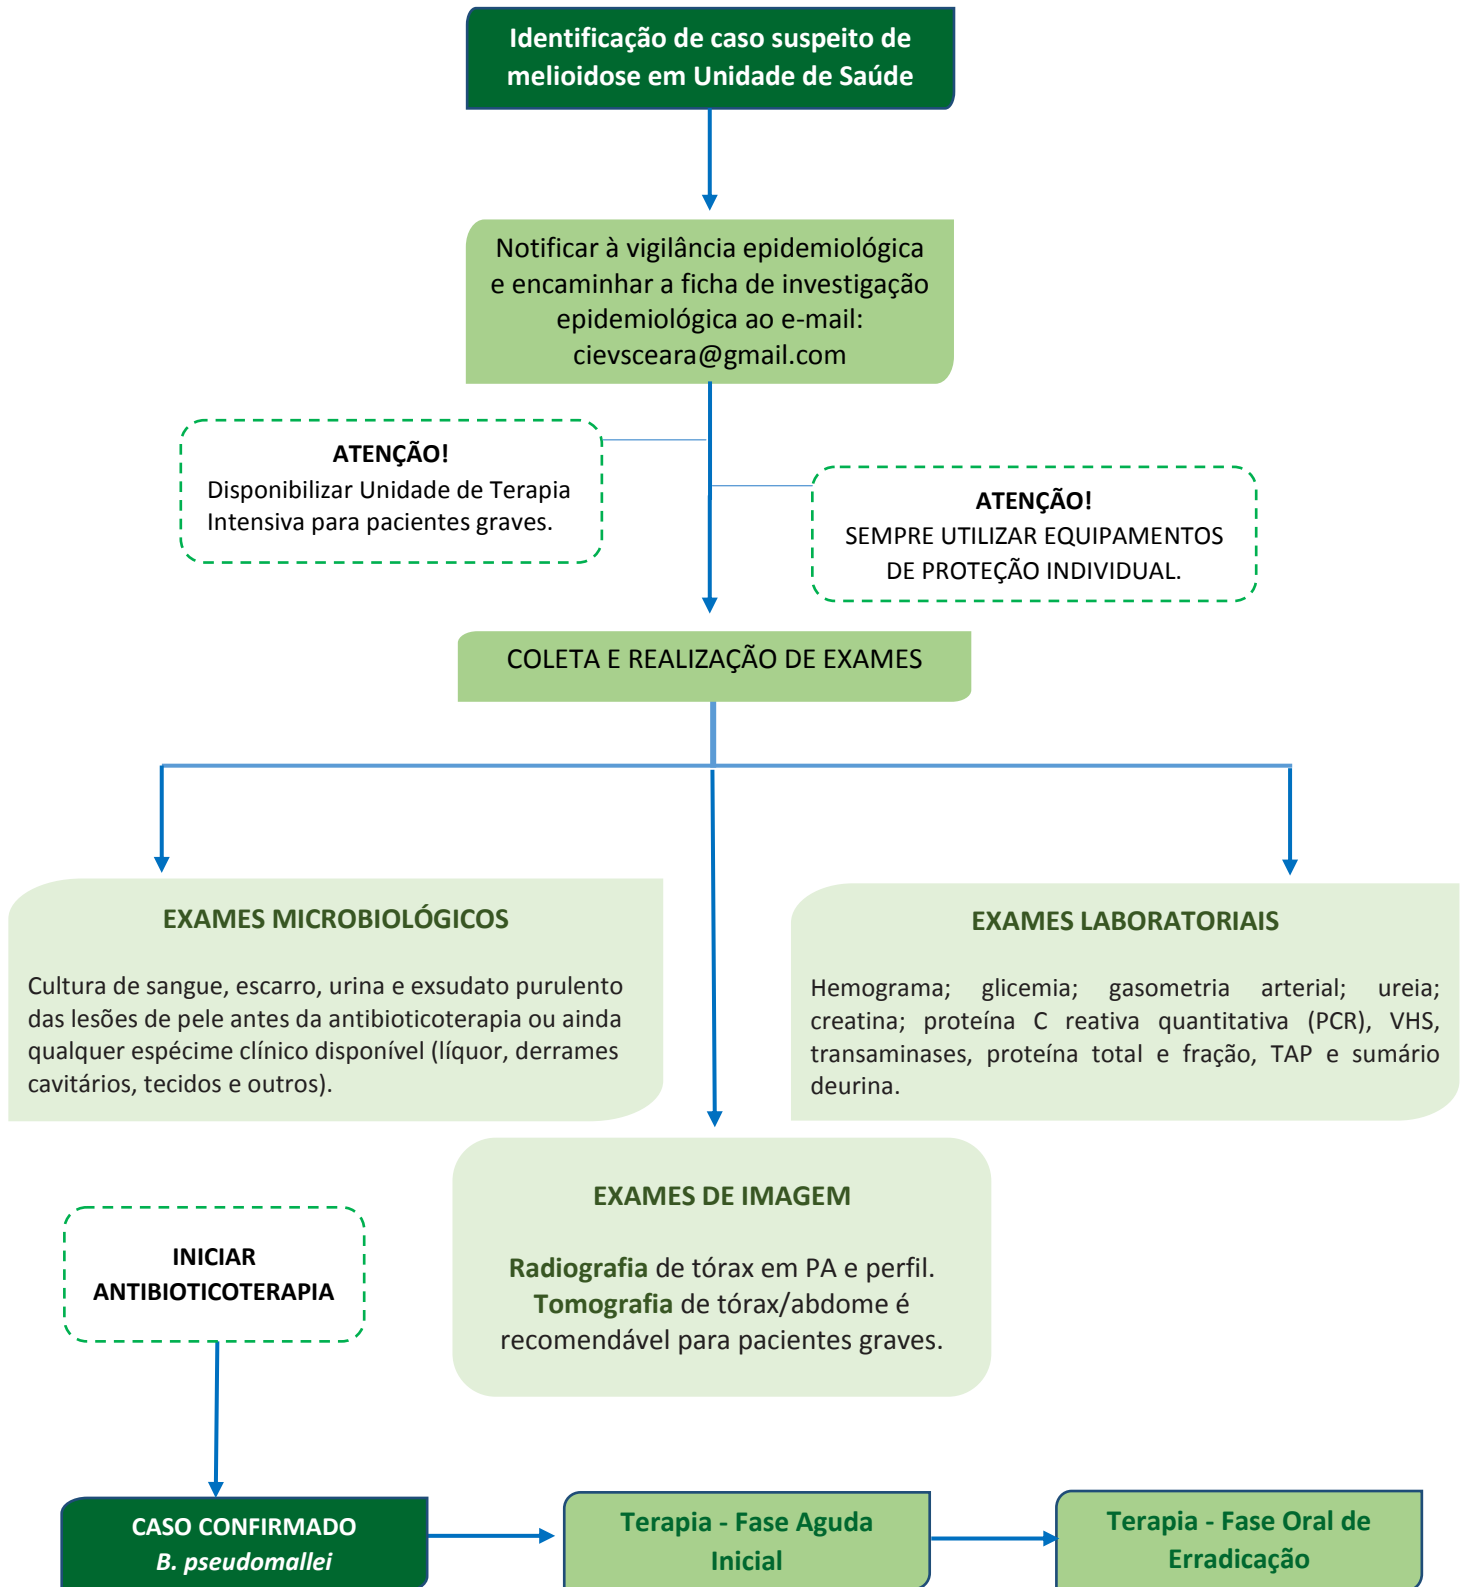 Identificação de caso suspeito de
melioidose em Unidade de Saúde
Notificar à vigilância epidemiológica
e encaminhar a ficha de investigação
epidemiológica ao e-mail:
cievsceara@gmail.com
ATENÇÃO!
Disponibilizar Unidade de Terapia
Intensiva para pacientes graves.
ATENÇÃO!
SEMPRE UTILIZAR EQUIPAMENTOS
DE PROTEÇÃO INDIVIDUAL.
COLETA E REALIZAÇÃO DE EXAMES
EXAMES MICROBIOLÓGICOS
Cultura de sangue, escarro, urina e exsudato purulento
das lesões de pele antes da antibioticoterapia ou ainda
qualquer espécime clínico disponível (líquor, derrames
cavitários, tecidos e outros).
EXAMES LABORATORIAIS
Hemograma; glicemia; gasometria arterial; ureia;
creatina; proteína C reativa quantitativa (PCR), VHS,
transaminases, proteína total e fração, TAP e sumário
deurina.
EXAMES DE IMAGEM
Radiografia de tórax em PA e perfil.
Tomografia de tórax/abdome é
recomendável para pacientes graves.
INICIAR
ANTIBIOTICOTERAPIA
CASO CONFIRMADO
B. pseudomallei
Terapia - Fase Aguda
Inicial
Terapia - Fase Oral de
Erradicação